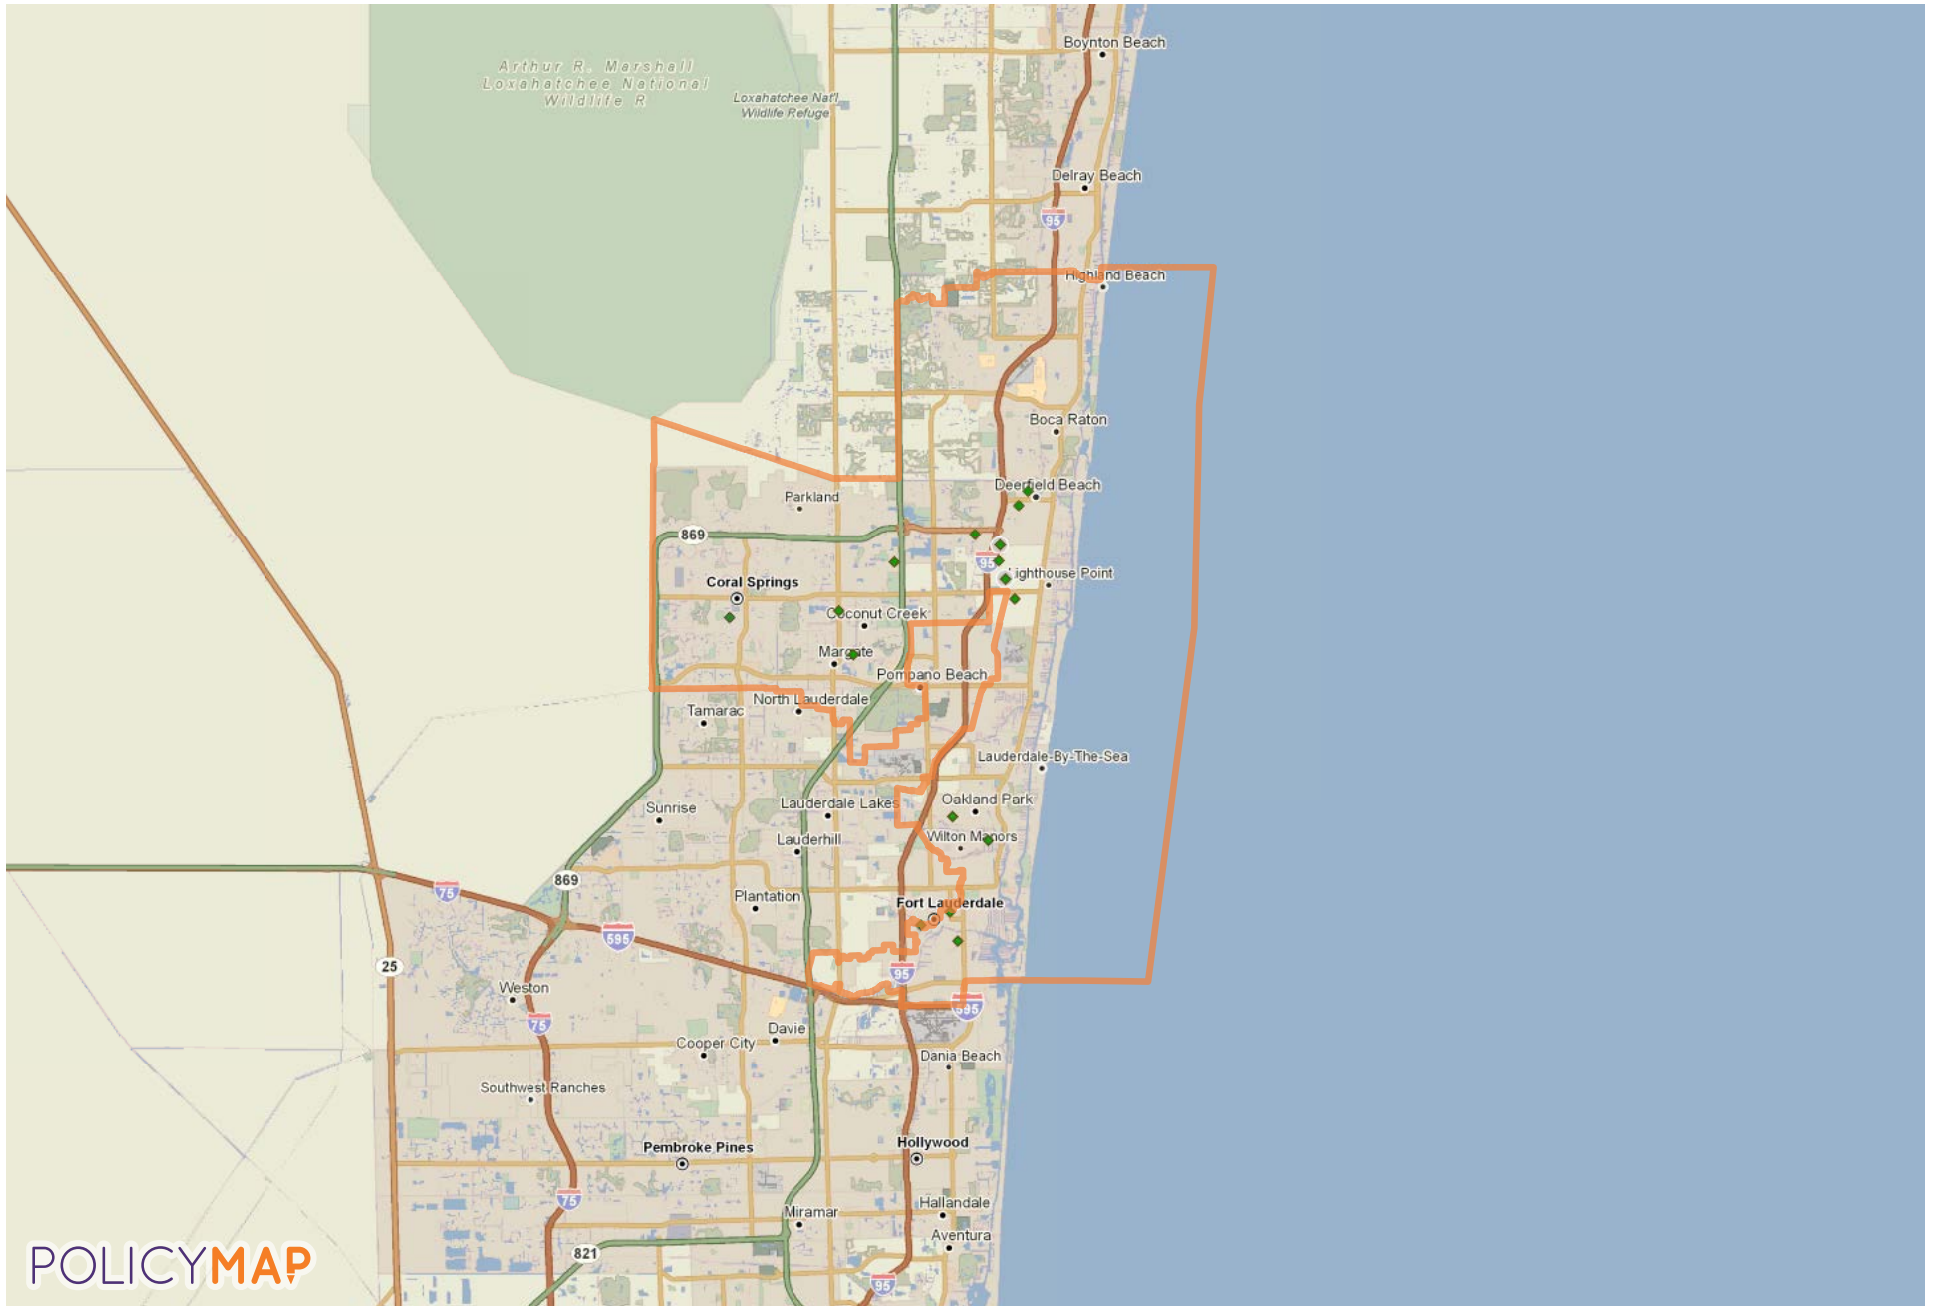 Boynton Beach
Arthur R. Marshall
Loxahatchee National
Wildlife R
Loxahatchee Nat'l
Wildlife Refuge
Delray Beach
95
Highland Beach
Boca Raton
Deerfield Beach
Parkland
869
95
Lighthouse Point
Coral Springs
Coconut Creek
Margate
Pompano Beach
North Lauderdale
Tamarac
Lauderdale-By-The-Sea
Oakland Park
Lauderdale Lakes
Sunrise
Wilton Manors
Lauderhill
869
75
Plantation
Fort Lauderdale
595
25
95
Weston
595
75
Davie
Cooper City
Dania Beach
Southwest Ranches
Hollywood
Pembroke Pines
75
Hallandale
Miramar
Aventura
821
95
POLICYMAP